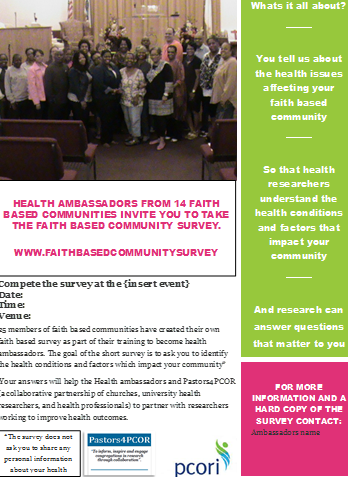 Whats it all about?
You tell us about
the health issues
affecting your
faith based
community
So that health
researchers
understand the
health conditions
and factors that
impact your
community
And research can
answer questions
that matter to you
HEALTH AMBASSADORS FROM 14 FAITH
BASED COMMUNITIES INVITE YOU TO TAKE
THE FAITH BASED COMMUNITY SURVEY.
WWW.FAITHBASEDCOMMUNITYSURVEY
Compete the survey at the {insert event}
Date:
Time:
Venue:
25 members of faith based communities have created their own
faith based survey as part of their training to become health
ambassadors. The goal of the short survey is to ask you to identify
the health conditions and factors which impact your community*
Your answers will help the Health ambassadors and Pastors4PCOR
(a collaborative partnership of churches, university health
researchers, and health professionals) to partner with researchers
working to improve health outcomes.
*The survey does not
ask you to share any
personal information
about your health
Pastors4PCOR
"To inform, inspire and engage
congregations in research
through collaboration".
pcori
FOR MORE
INFORMATION AND A
HARD COPY OF THE
SURVEY CONTACT:
Ambassadors name